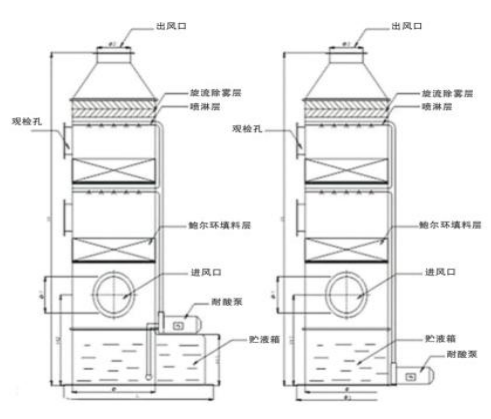 出风口
旋流除雾层
喷淋层
观检孔
鲍尔环填料层
进风口
耐酸泵
贮液箱
出风口
旋流除雾层
喷淋层
观检孔
鲍尔环填料层
进风口
贮液箱
耐酸泵